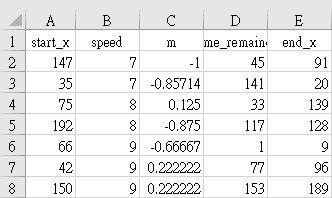 A B C D E
1 start_x speed m me_remain end_x
2 147 7 -1 45 91
3 35 7 -0.85714 141 20
4 75 8 0.125 33 139
5 192 8 -0.875 117 128
6 66 9 -0.66667 1 9
7 42 9 0.222222 77 96
8 150 9 0.222222 153 189